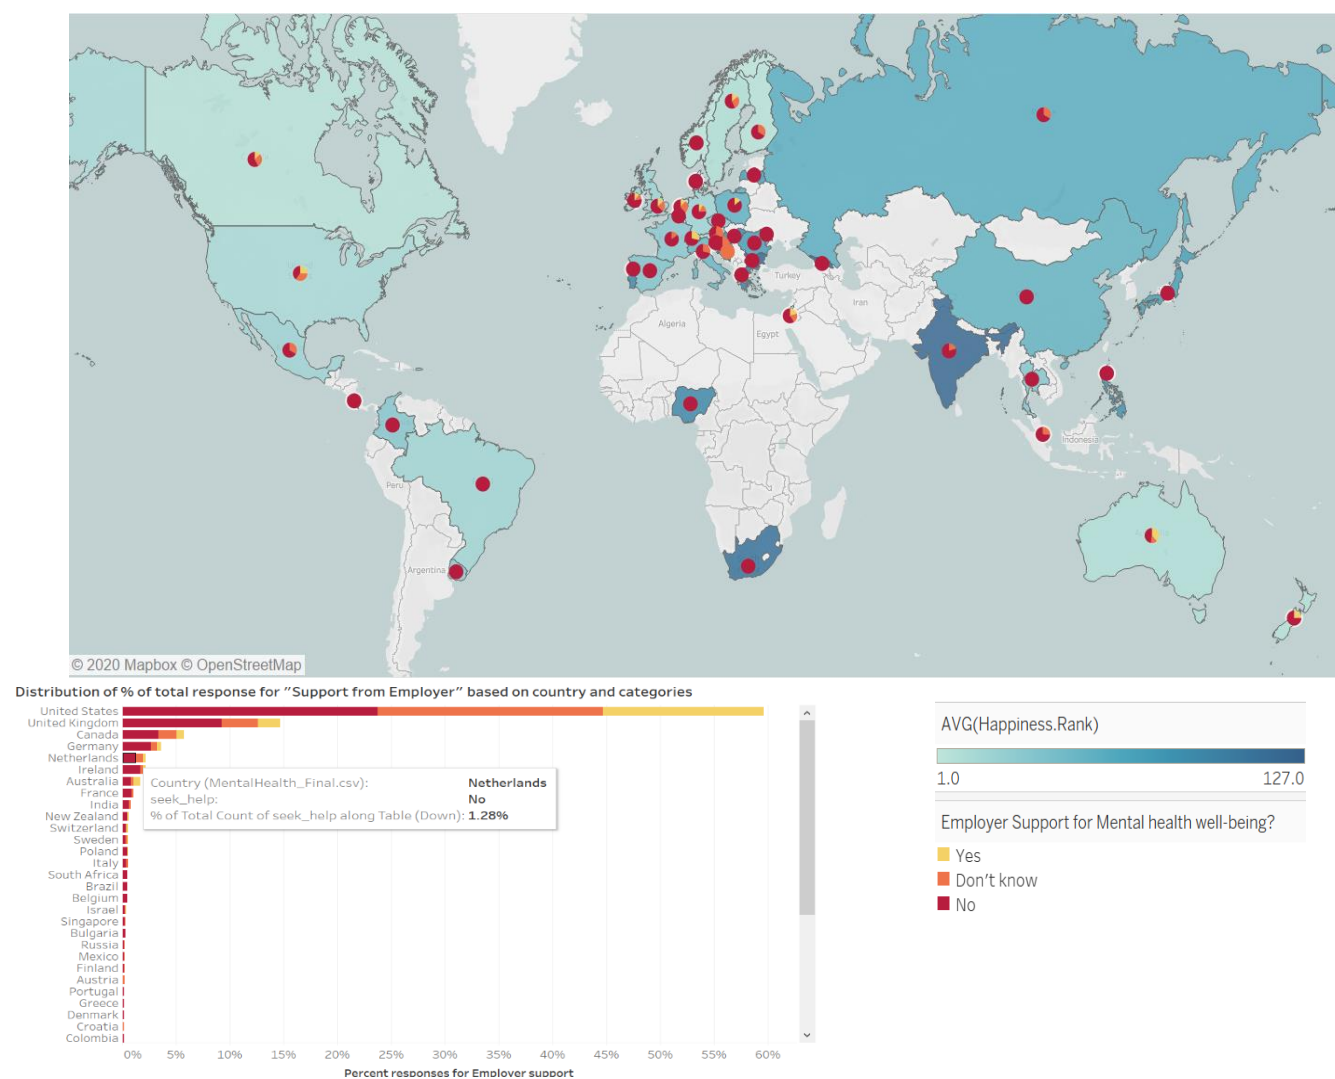 Turkey
Iran
Algeria
Egypt
Indonesia
Peru
Argentina
© 2020 Mapbox © OpenStreetMap
Distribution of % of total response for "Support from Employer" based on country and categories
United States
United Kingdom
Canada
Germany
Netherlands
Ireland
Australia
France
India
New Zealand
Switzerland
Sweden
Poland
Italy
South Africa
Brazil
Belgium
Israel
Singapore
Bulgaria
Russia
Mexico
Finland
Austria
Portugal
Greece
Denmark
Croatia
Colombia
Country (MentalHealth_Final.csv): Netherlands
seek_help: No
% of Total Count of seek_help along Table (Down): 1.28%
0% 5% 10% 15% 20% 25% 30% 35% 40% 45% 50% 55% 60%
Percent responses for Employer support
AVG(Happiness.Rank)
1.0 127.0
Employer Support for Mental health well-being?
Yes
Don't know
No